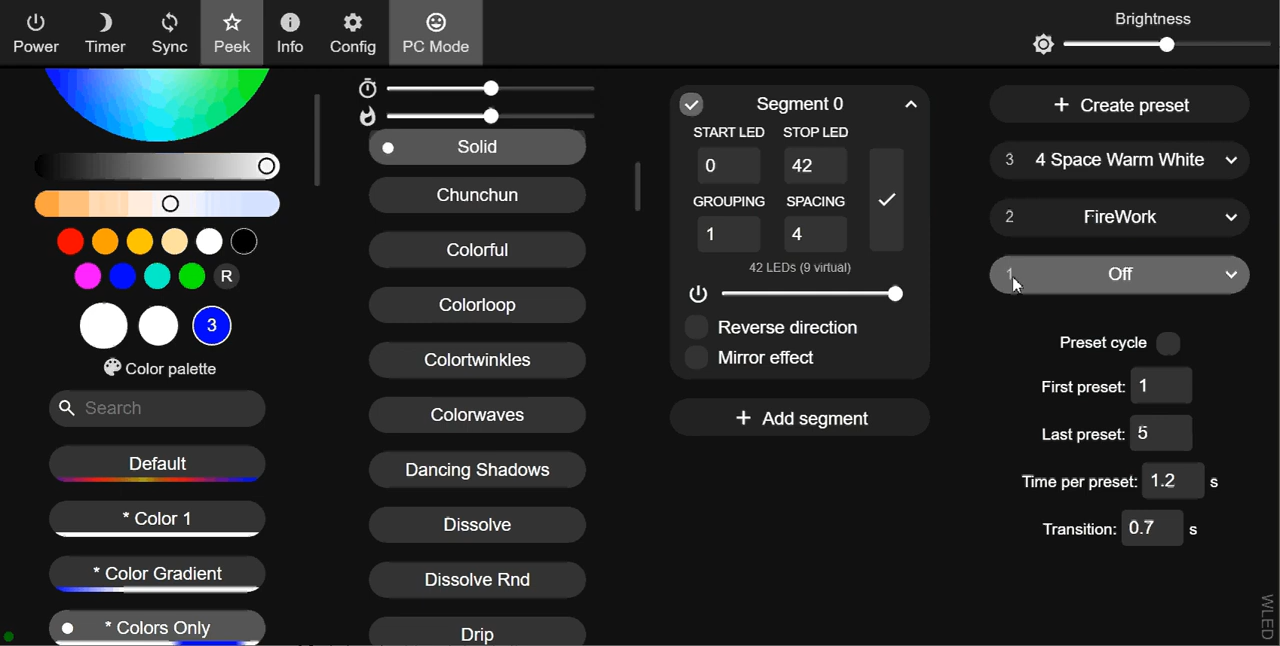 Power
Timer
Sync
Peek
Info
Config
PC Mode
Brightness
R
3
Color palette
Search
Default
* Color 1
* Color Gradient
* Colors Only
Solid
Chunchun
Colorful
Colorloop
Colortwinkles
Colorwaves
Dancing Shadows
Dissolve
Dissolve Rnd
Drip
Segment 0
START LED STOP LED
0 42
GROUPING SPACING
1 4
42 LEDs (9 virtual)
Reverse direction
Mirror effect
+ Add segment
+ Create preset
3 4 Space Warm White
2 FireWork
1 Off
Preset cycle
First preset: 1
Last preset: 5
Time per preset: 1.2 s
Transition: 0.7 s
WLED